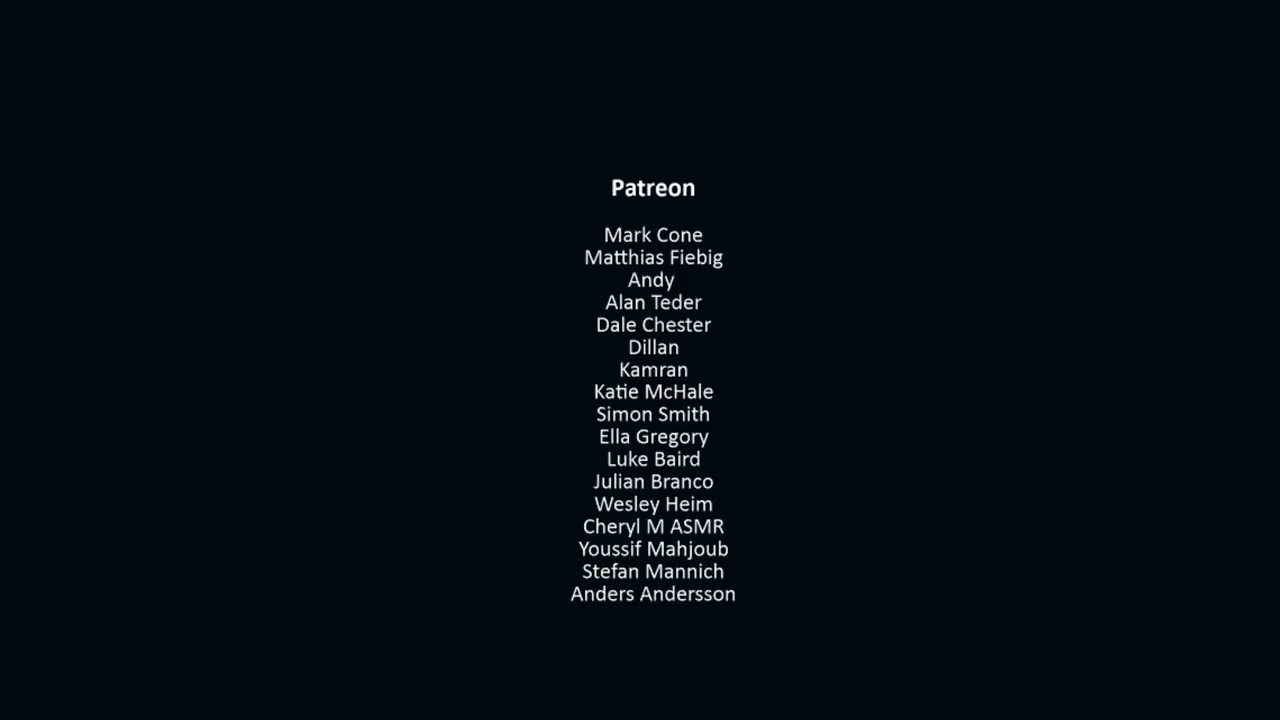 Patreon
Mark Cone
Matthias Fiebig
Andy
Alan Teder
Dale Chester
Dillan
Kamran
Katie McHale
Simon Smith
Ella Gregory
Luke Baird
Julian Branco
Wesley Heim
Cheryl M ASMR
Youssif Mahjoub
Stefan Mannich
Anders Andersson